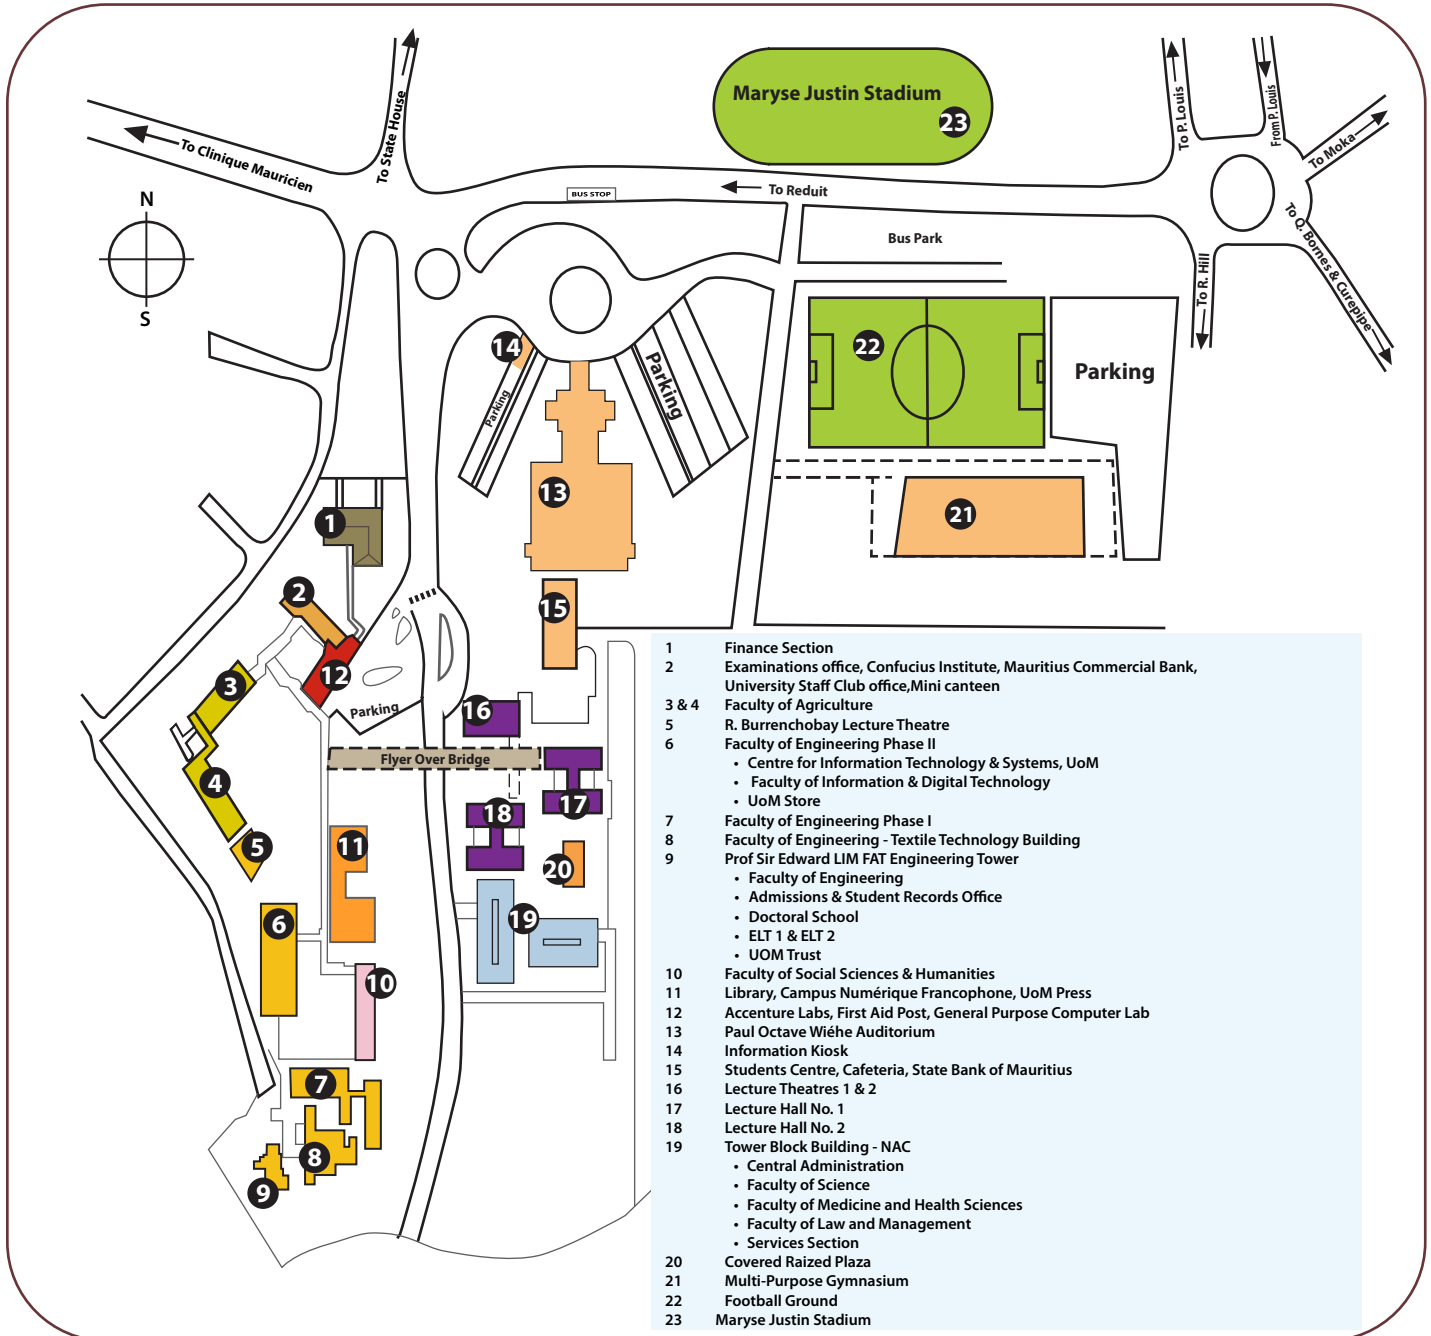 Maryse Justin Stadium
23
To State House
To Clinique Mauricien
To P. Louis
From P. Louis
To Moka
To Reduit
BUS STOP
N
S
Bus Park
To Q. Bornes & Curepipe
To R. Hill
14
Parking
Parking
22
Parking
13
21
1
2
15
12
3
Parking
16
Flyer Over Bridge
4
17
18
5
11
20
6
19
10
7
8
9
1 Finance Section
2 Examinations office, Confucius Institute, Mauritius Commercial Bank,
University Staff Club office,Mini canteen
3 & 4 Faculty of Agriculture
5 R. Burrenchobay Lecture Theatre
6 Faculty of Engineering Phase II
• Centre for Information Technology & Systems, UoM
• Faculty of Information & Digital Technology
• UoM Store
7 Faculty of Engineering Phase I
8 Faculty of Engineering - Textile Technology Building
9 Prof Sir Edward LIM FAT Engineering Tower
• Faculty of Engineering
• Admissions & Student Records Office
• Doctoral School
• ELT 1 & ELT 2
• UOM Trust
10 Faculty of Social Sciences & Humanities
11 Library, Campus Numérique Francophone, UoM Press
12 Accenture Labs, First Aid Post, General Purpose Computer Lab
13 Paul Octave Wiéhe Auditorium
14 Information Kiosk
15 Students Centre, Cafeteria, State Bank of Mauritius
16 Lecture Theatres 1 & 2
17 Lecture Hall No. 1
18 Lecture Hall No. 2
19 Tower Block Building - NAC
• Central Administration
• Faculty of Science
• Faculty of Medicine and Health Sciences
• Faculty of Law and Management
• Services Section
20 Covered Raized Plaza
21 Multi-Purpose Gymnasium
22 Football Ground
23 Maryse Justin Stadium